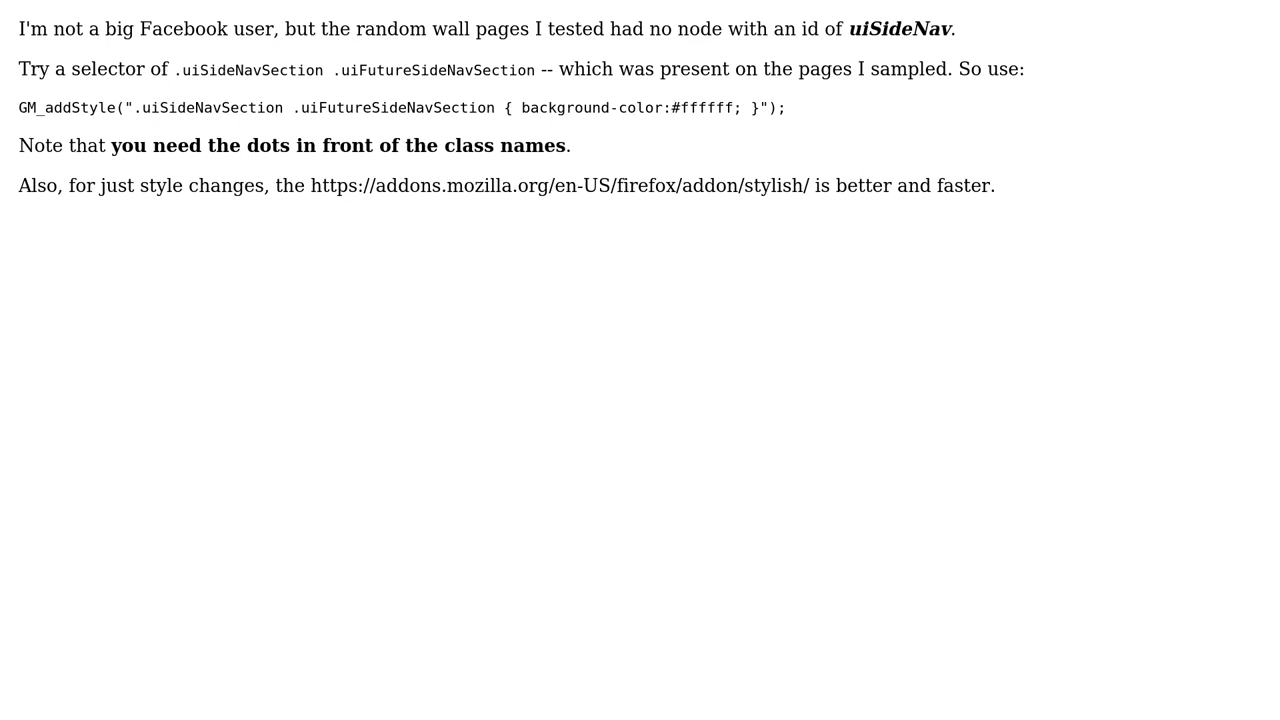 I'm not a big Facebook user, but the random wall pages I tested had no node with an id of uiSideNav.
Try a selector of .uiSideNavSection .uiFutureSideNavSection -- which was present on the pages I sampled. So use:
GM_addStyle(".uiSideNavSection .uiFutureSideNavSection { background-color:#ffffff; }");
Note that you need the dots in front of the class names.
Also, for just style changes, the https://addons.mozilla.org/en-US/firefox/addon/stylish/ is better and faster.